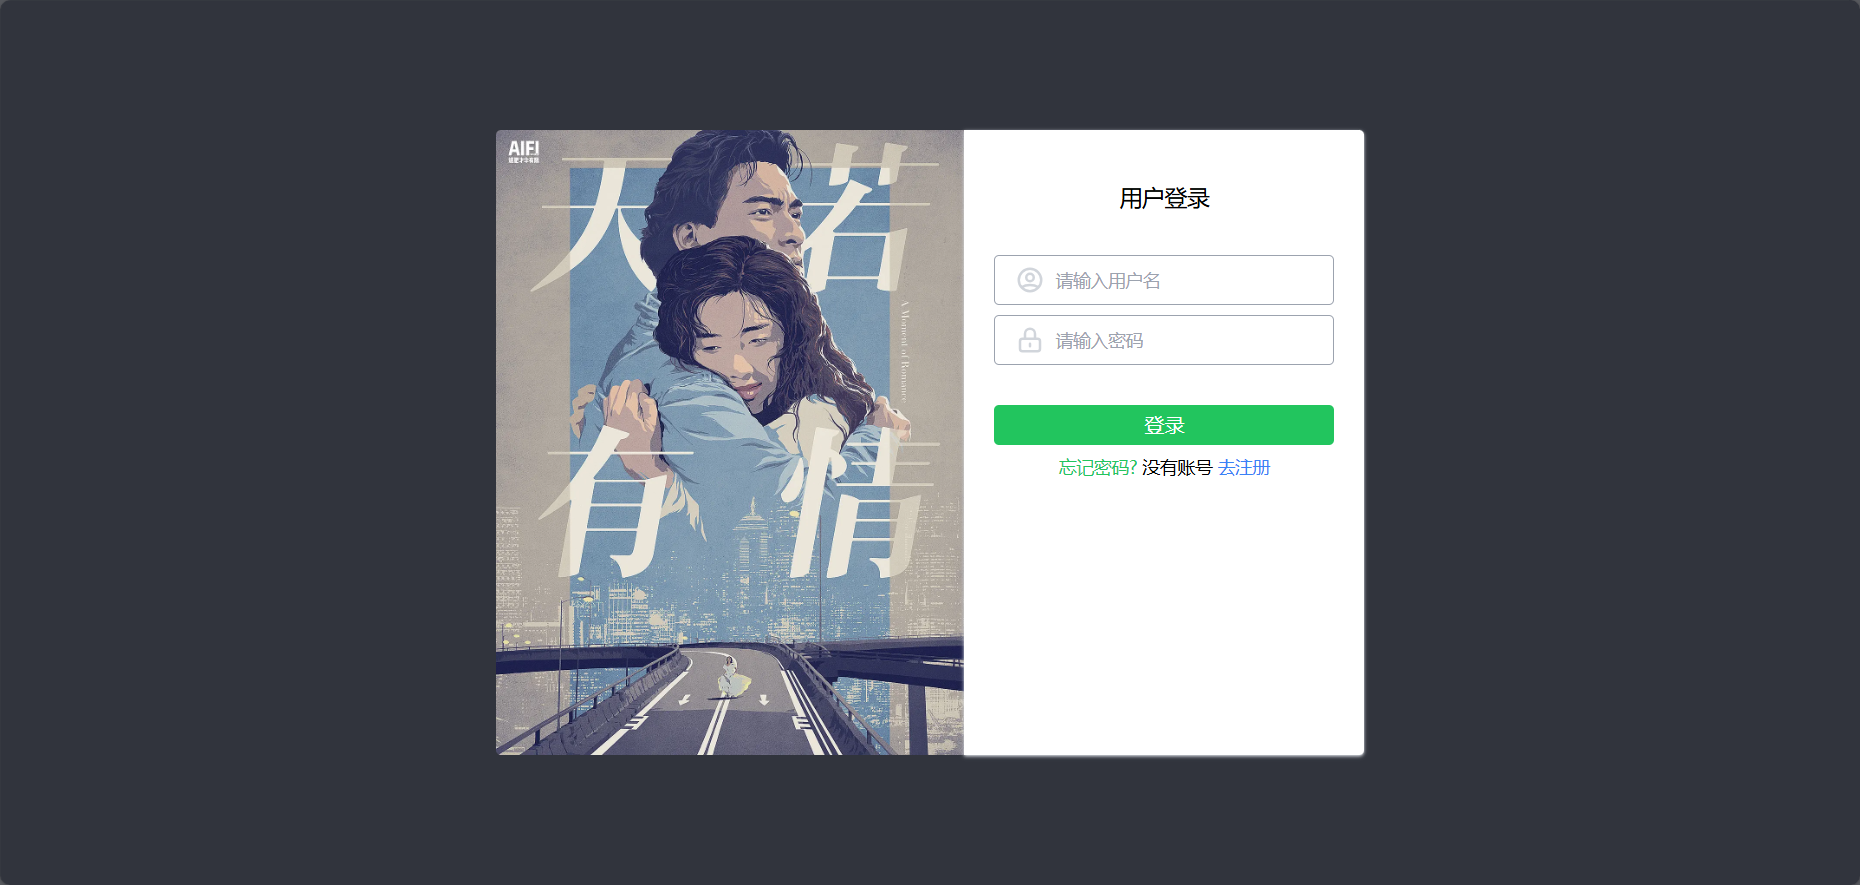 AIFI
天若
A Moment of Romance
有情
用户登录
请输入用户名
请输入密码
登录
忘记密码? 没有账号 去注册